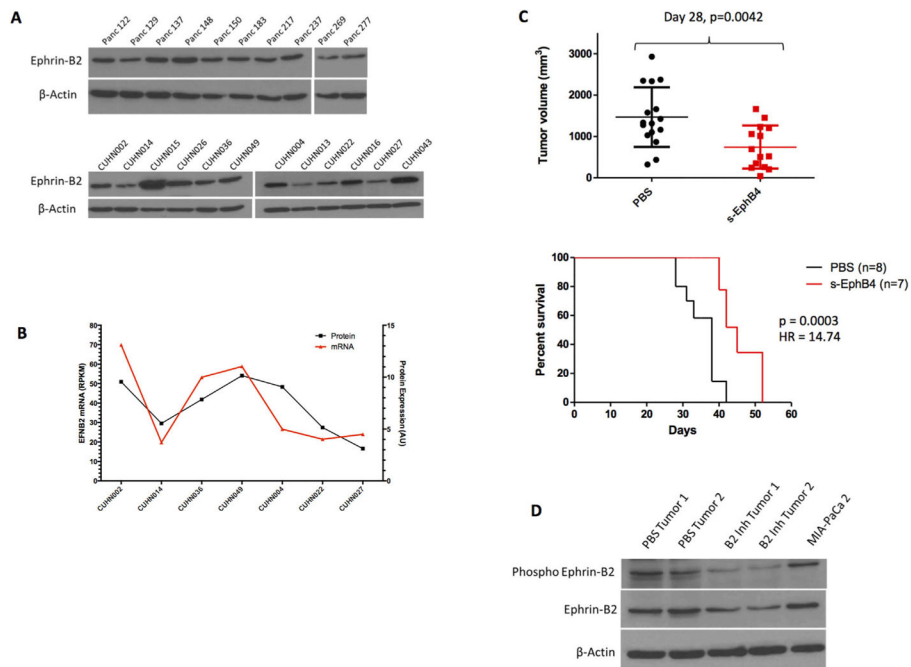 A
Panc 122 Panc 129 Panc 137 Panc 148 Panc 150 Panc 183 Panc 217 Panc 237 Panc 269 Panc 277
Ephrin-B2
β-Actin
CUHN002 CUHN014 CUHN015 CUHN026 CUHN036 CUHN049 CUHN004 CUHN013 CUHN022 CUHN016 CUHN027 CUHN043
Ephrin-B2
β-Actin
B
EFNB2 mRNA (RPKM)
80
70
60
50
40
30
20
10
0
Protein
mRNA
15
10
5
0
Protein Expression (AU)
CUHN002 CUHN014 CUHN036 CUHN049 CUHN004 CUHN022 CUHN027
C
Day 28, p=0.0042
Tumor volume (mm³)
3000
2000
1000
0
PBS s-EphB4
Percent survival
100
80
60
40
20
0
0 10 20 30 40 50 60
Days
PBS (n=8)
s-EphB4 (n=7)
p = 0.0003
HR = 14.74
D
PBS Tumor 1 PBS Tumor 2 B2 Inh Tumor 1 B2 Inh Tumor 2 MIA-PaCa 2
Phospho Ephrin-B2
Ephrin-B2
β-Actin